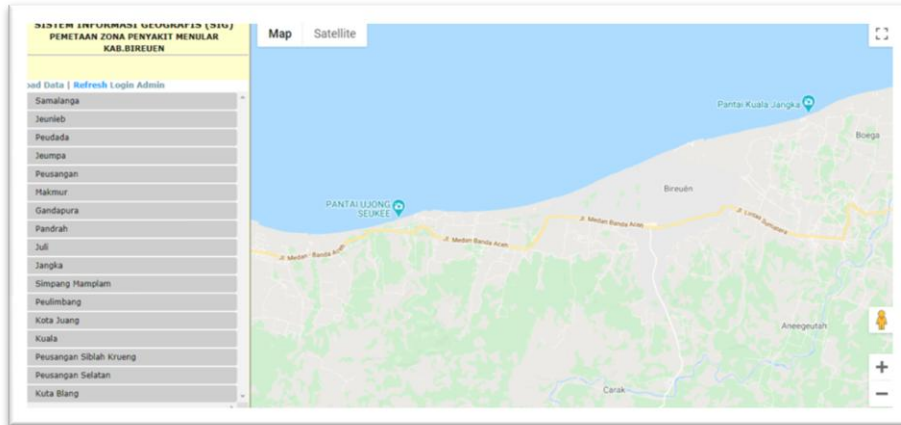 SISTEM INFORMASI GEOGRAFIS (SIG)
PEMETAAN ZONA PENYAKIT MENULAR
KAB.BIREUEN
oad Data | Refresh Login Admin
Samalanga
Jeunieb
Peudada
Jeumpa
Peusangan
Makmur
Gandapura
Pandrah
Juli
Jangka
Simpang Mamplam
Peulimbang
Kota Juang
Kuala
Peusangan Siblah Krueng
Peusangan Selatan
Kuta Blang
Map Satellite
Pantai Kuala Jangka
Boega
Bireuén
PANTAI UJONG
SEUKEE
Jl. Medan - Banda Aceh
Jl. Medan Banda Aceh
Jl. Medan Banda Aceh
Jl. Lintas Sumatera
Aneegeutah
Carak